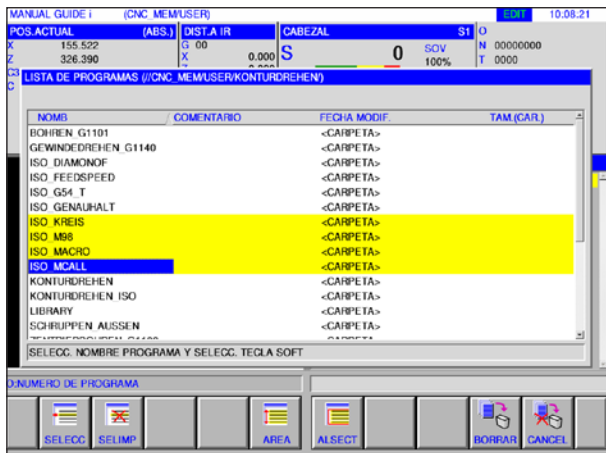 MANUAL GUIDE i (CNC_MEM/USER) EDIT 10:08:21
POS.ACTUAL (ABS.) DIST.A IR CABEZAL S1 O
X 155.522 G 00 S 0 SOV N 00000000
Z 326.390 X 0.000 100% T 0000
C3 LISTA DE PROGRAMAS (//CNC_MEM/USER/KONTURDREHEN/)
C
NOMB COMENTARIO FECHA MODIF. TAM.(CAR.)
BOHREN_G1101 <CARPETA>
GEWINDEDREHEN_G1140 <CARPETA>
ISO_DIAMONOF <CARPETA>
ISO_FEEDSPEED <CARPETA>
ISO_G54_T <CARPETA>
ISO_GENAUHALT <CARPETA>
ISO_KREIS <CARPETA>
ISO_M98 <CARPETA>
ISO_MACRO <CARPETA>
ISO_MCALL <CARPETA>
KONTURDREHEN <CARPETA>
KONTURDREHEN_ISO <CARPETA>
LIBRARY <CARPETA>
SCHRUPPEN_AUSSEN <CARPETA>
SELECC. NOMBRE PROGRAMA Y SELECC. TECLA SOFT
O:NUMERO DE PROGRAMA
SELECC SELIMP AREA ALSECT BORRAR CANCEL